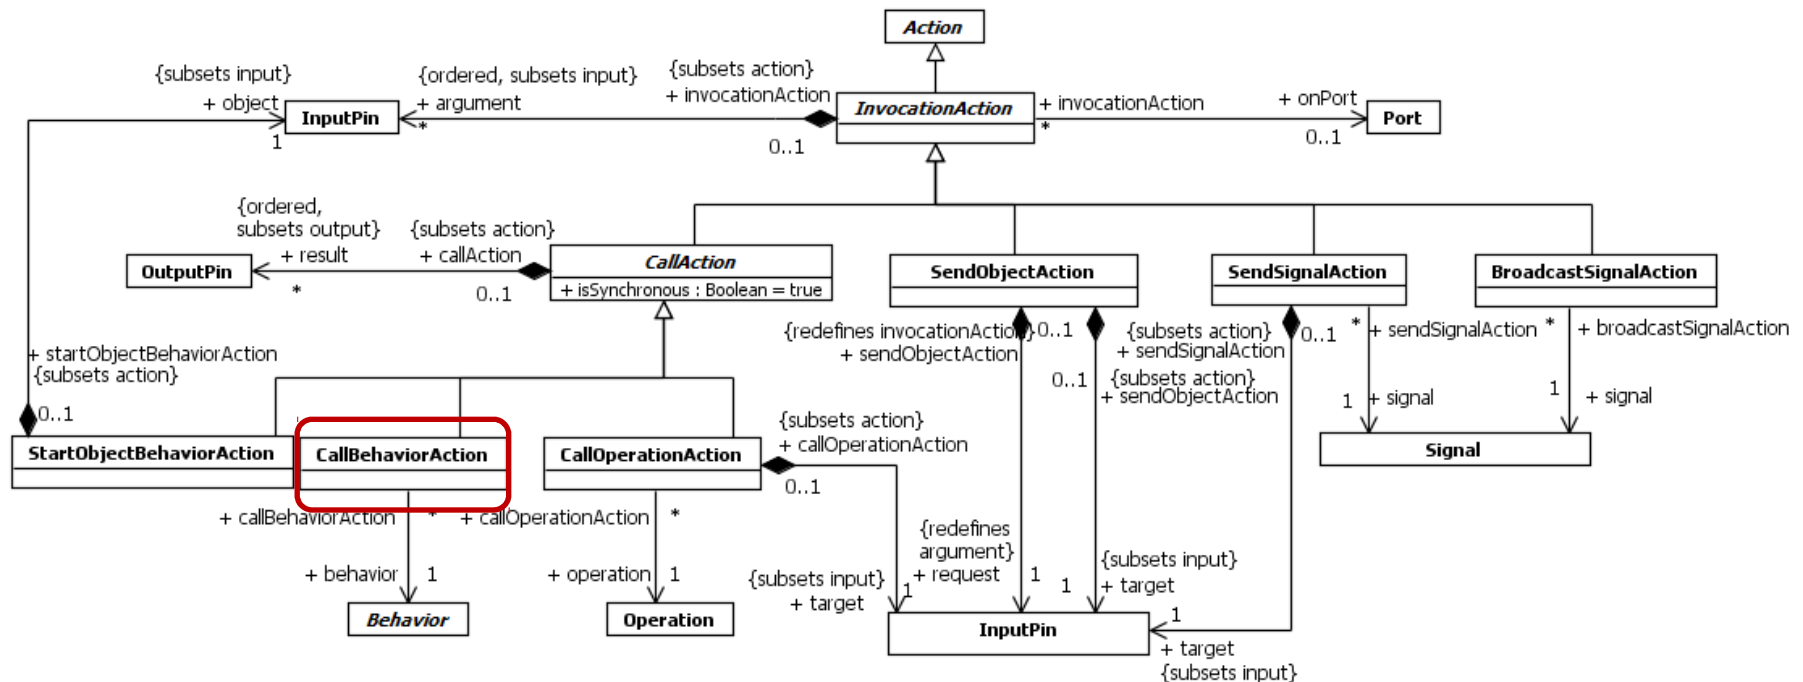 Action
{subsets input}
{ordered, subsets input}
{subsets action}
+ object
+ argument
+ invocationAction
InputPin
InvocationAction
+ invocationAction
+ onPort
Port
1
*
0..1
*
0..1
{ordered,
subsets output}
{subsets action}
+ result
+ callAction
OutputPin
*
0..1
CallAction
+ isSynchronous : Boolean = true
SendObjectAction
SendSignalAction
BroadcastSignalAction
{redefines invocationAction}
0..1
+ sendObjectAction
{subsets action}
0..1
+ sendSignalAction
*
+ sendSignalAction
*
+ broadcastSignalAction
+ startObjectBehaviorAction
{subsets action}
0..1
0..1
{subsets action}
+ sendObjectAction
1
+ signal
1
+ signal
StartObjectBehaviorAction
CallBehaviorAction
CallOperationAction
{subsets action}
+ callOperationAction
0..1
Signal
+ callBehaviorAction
*
+ callOperationAction
*
{redefines
argument}
+ request
1
+ behavior
1
+ operation
1
{subsets input}
+ target
1
1
{subsets input}
+ target
Behavior
Operation
InputPin
1
+ target
{subsets input}